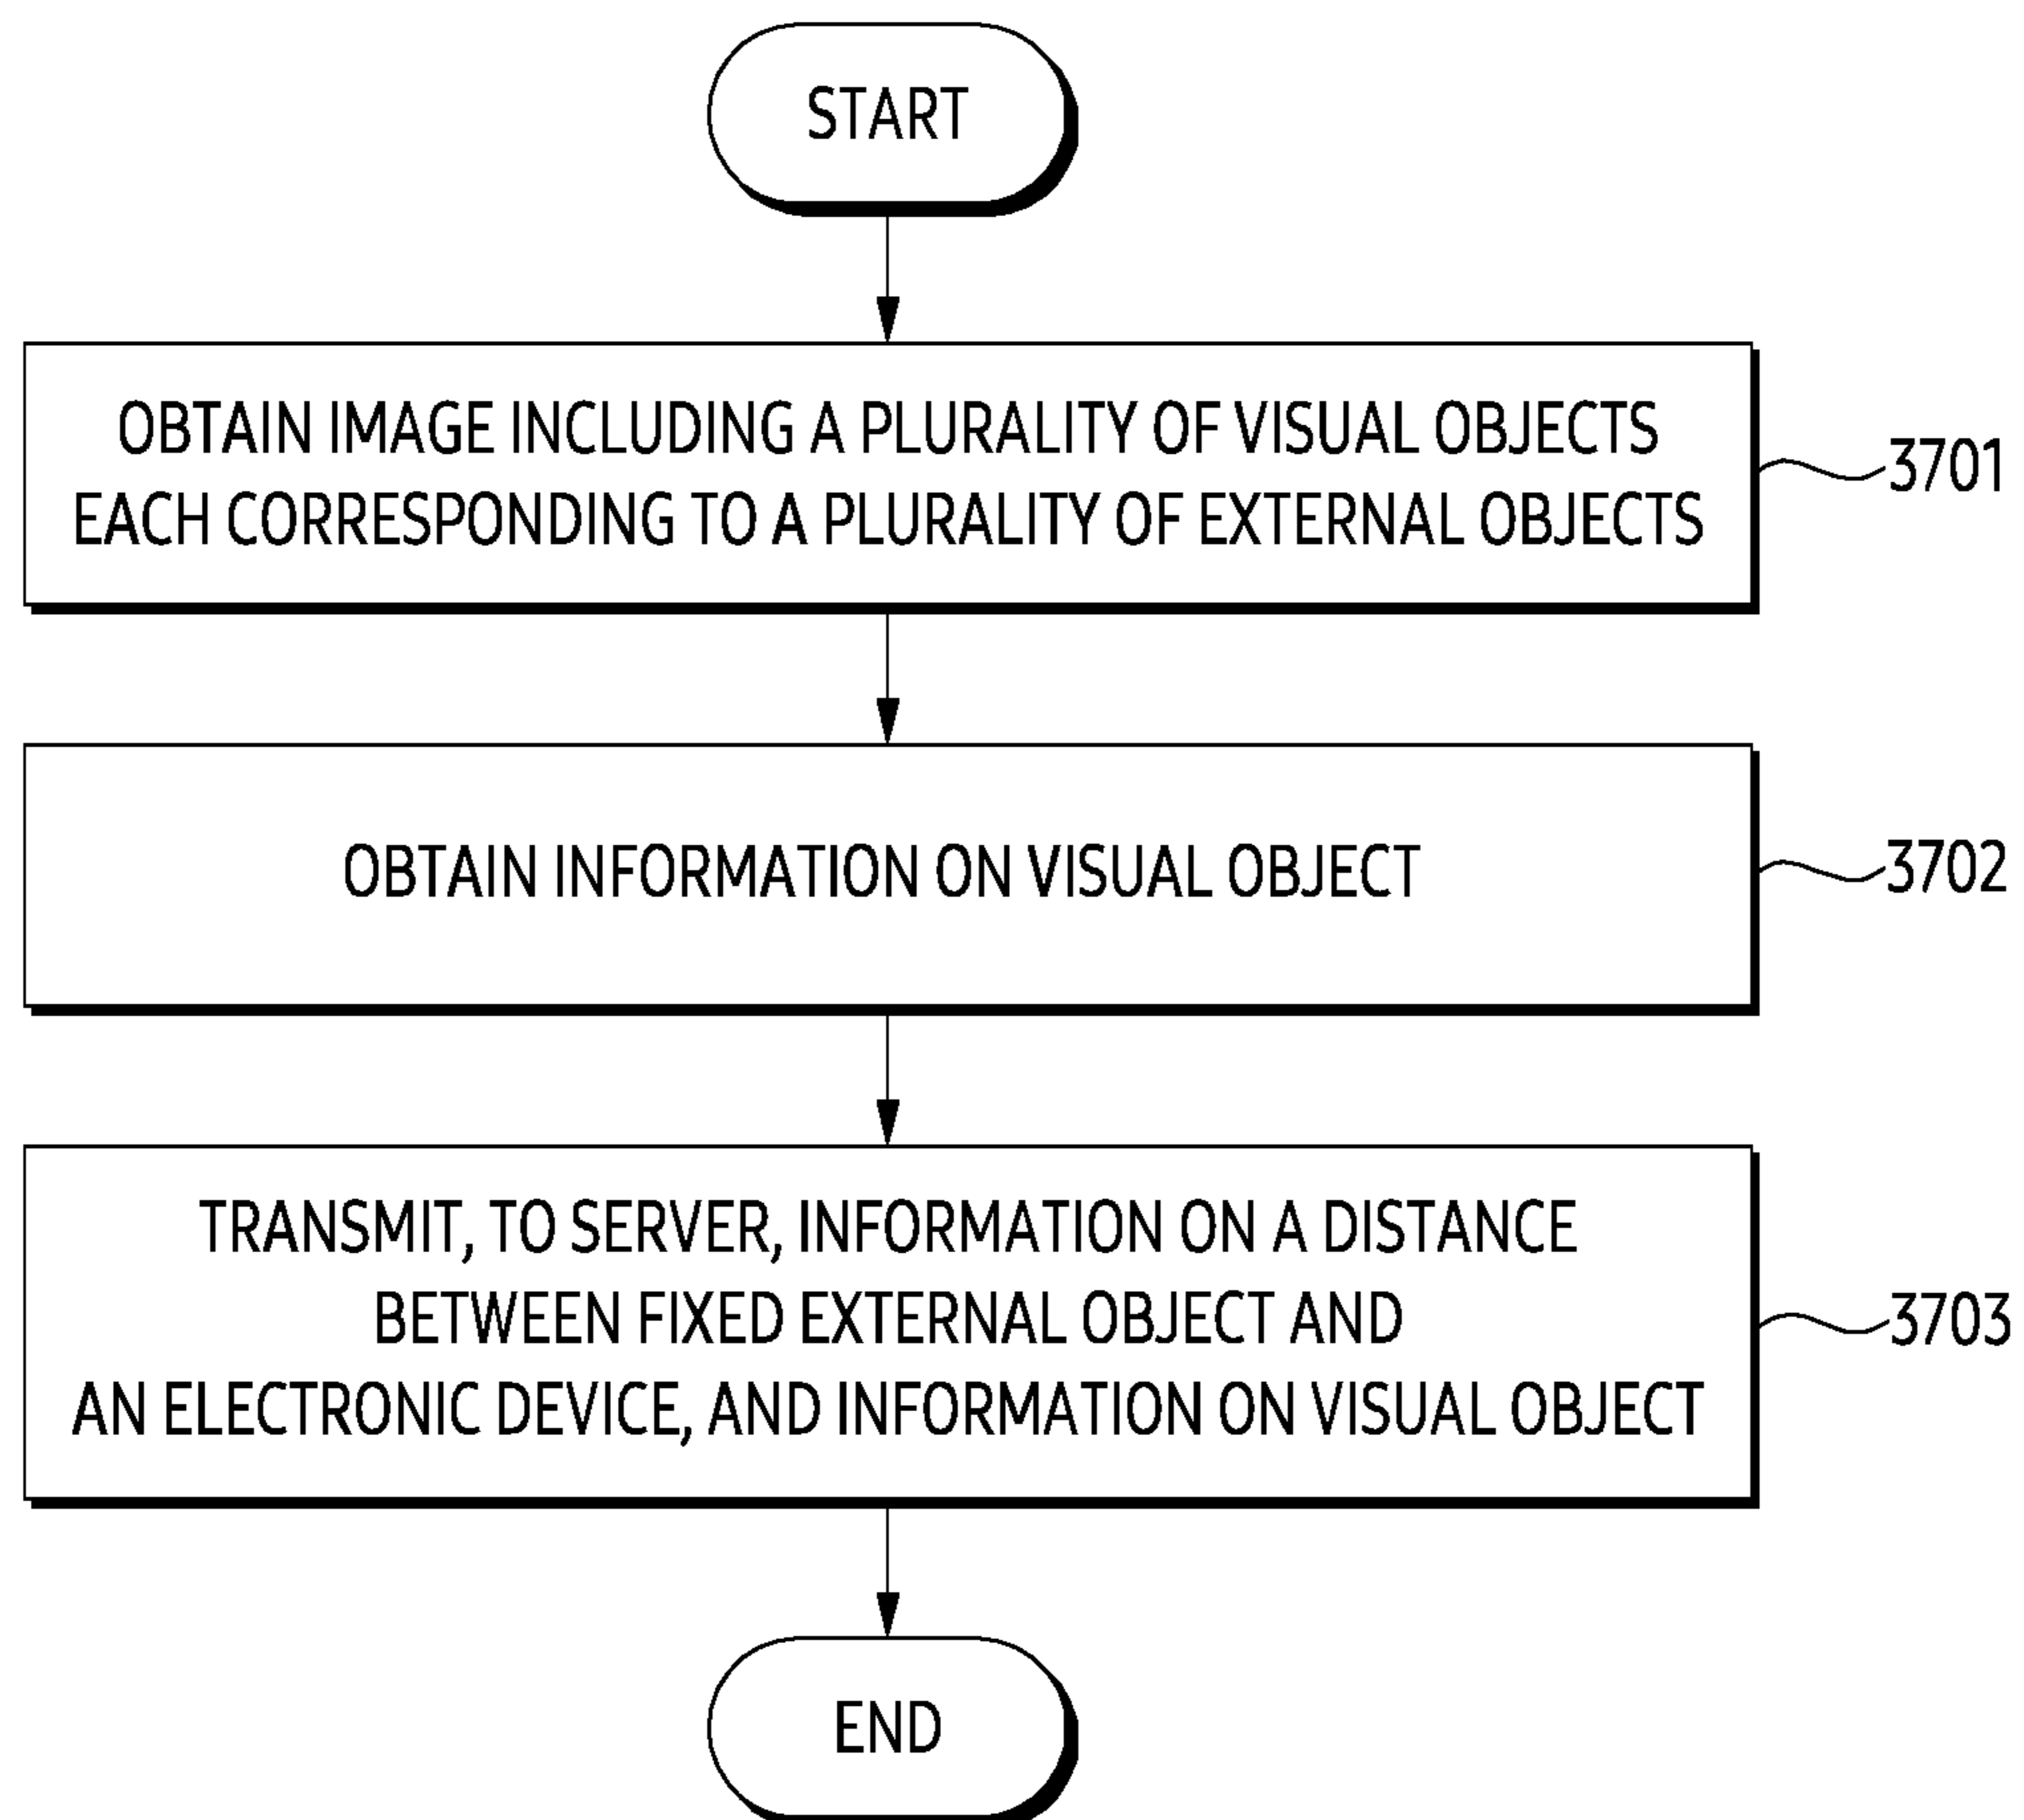 START
OBTAIN IMAGE INCLUDING A PLURALITY OF VISUAL OBJECTS
EACH CORRESPONDING TO A PLURALITY OF EXTERNAL OBJECTS
3701
OBTAIN INFORMATION ON VISUAL OBJECT
3702
TRANSMIT, TO SERVER, INFORMATION ON A DISTANCE
BETWEEN FIXED EXTERNAL OBJECT AND
AN ELECTRONIC DEVICE, AND INFORMATION ON VISUAL OBJECT
3703
END